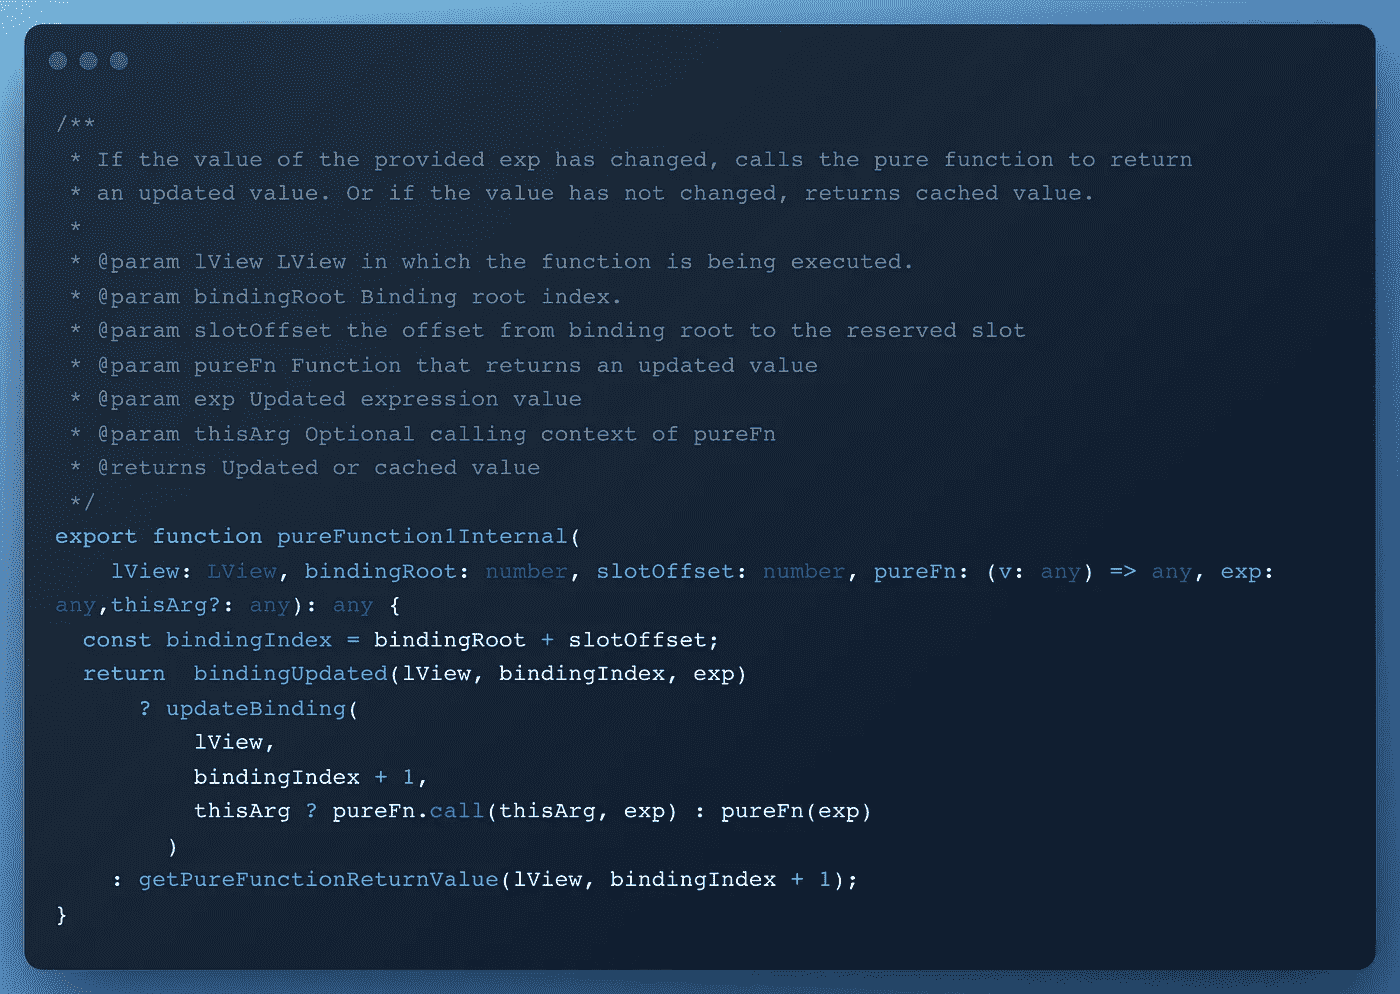 /**
 * If the value of the provided exp has changed, calls the pure function to return
 * an updated value. Or if the value has not changed, returns cached value.
 *
 * @param lView LView in which the function is being executed.
 * @param bindingRoot Binding root index.
 * @param slotOffset the offset from binding root to the reserved slot
 * @param pureFn Function that returns an updated value
 * @param exp Updated expression value
 * @param thisArg Optional calling context of pureFn
 * @returns Updated or cached value
 */
export function pureFunction1Internal(
    lView: LView, bindingRoot: number, slotOffset: number, pureFn: (v: any) => any, exp:
any,thisArg?: any): any {
  const bindingIndex = bindingRoot + slotOffset;
  return  bindingUpdated(lView, bindingIndex, exp)
      ? updateBinding(
          lView,
          bindingIndex + 1,
          thisArg ? pureFn.call(thisArg, exp) : pureFn(exp)
        )
    : getPureFunctionReturnValue(lView, bindingIndex + 1);
}